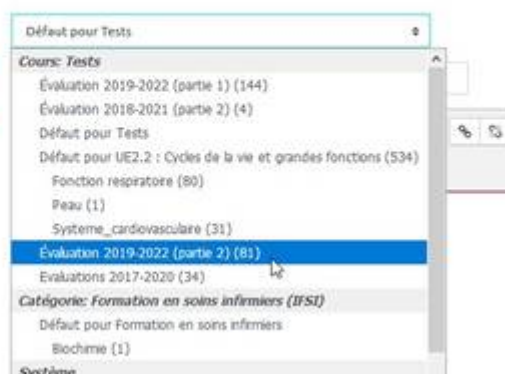 Défaut pour Tests
Cours: Tests
Évaluation 2019-2022 (partie 1) (144)
Évaluation 2018-2021 (partie 2) (4)
Défaut pour Tests
Défaut pour UE2.2 : Cycles de la vie et grandes fonctions (534)
Fonction respiratoire (80)
Peau (1)
Systeme_cardiovasculaire (31)
Évaluation 2019-2022 (partie 2) (81)
Evaluations 2017-2020 (34)
Catégorie: Formation en soins infirmiers (IFSI)
Défaut pour Formation en soins infirmiers
Biochimie (1)
Système